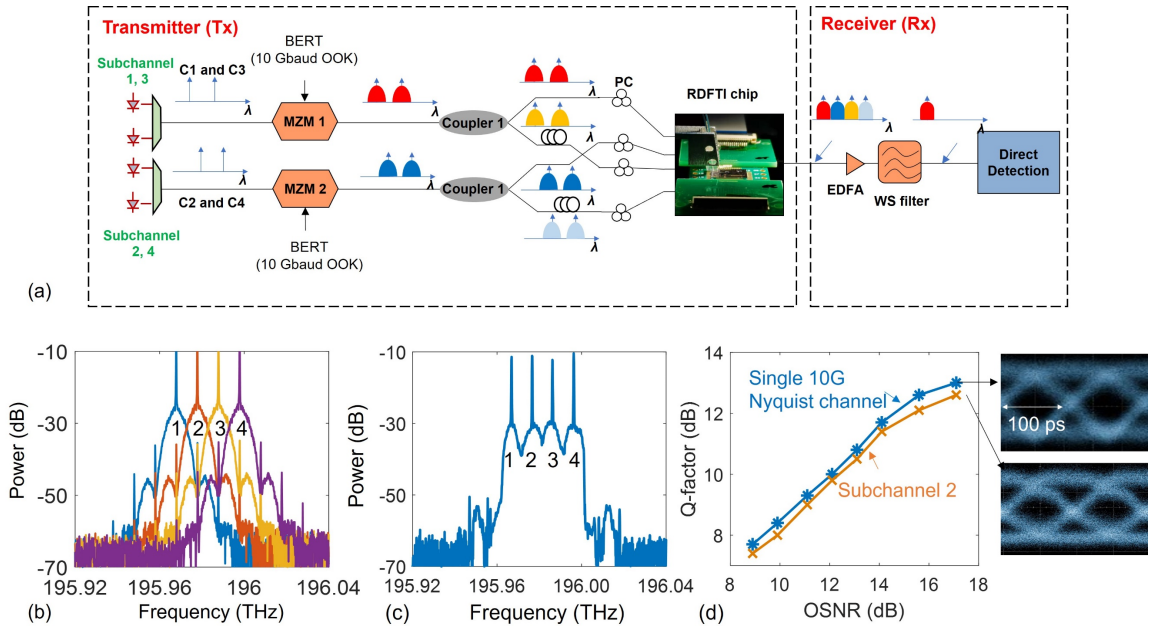 Transmitter (Tx)
Receiver (Rx)
BERT
(10 Gbaud OOK)
Subchannel
1, 3
C1 and C3
λ
MZM 1
λ
Coupler 1
λ
λ
PC
RDFTI chip
λ
λ
Direct
Detection
EDFA
WS filter
C2 and C4
λ
MZM 2
λ
Coupler 1
λ
λ
Subchannel
2, 4
BERT
(10 Gbaud OOK)
(a)
-10
-30
-50
-70
Power (dB)
1 2 3 4
195.92 195.96 196 196.04
Frequency (THz)
(b)
-10
-30
-50
-70
Power (dB)
1 2 3 4
195.92 195.96 196.00 196.04
Frequency (THz)
(c)
14
12
10
8
Q-factor (dB)
Single 10G
Nyquist channel
Subchannel 2
8 10 12 14 16 18
OSNR (dB)
(d)
100 ps